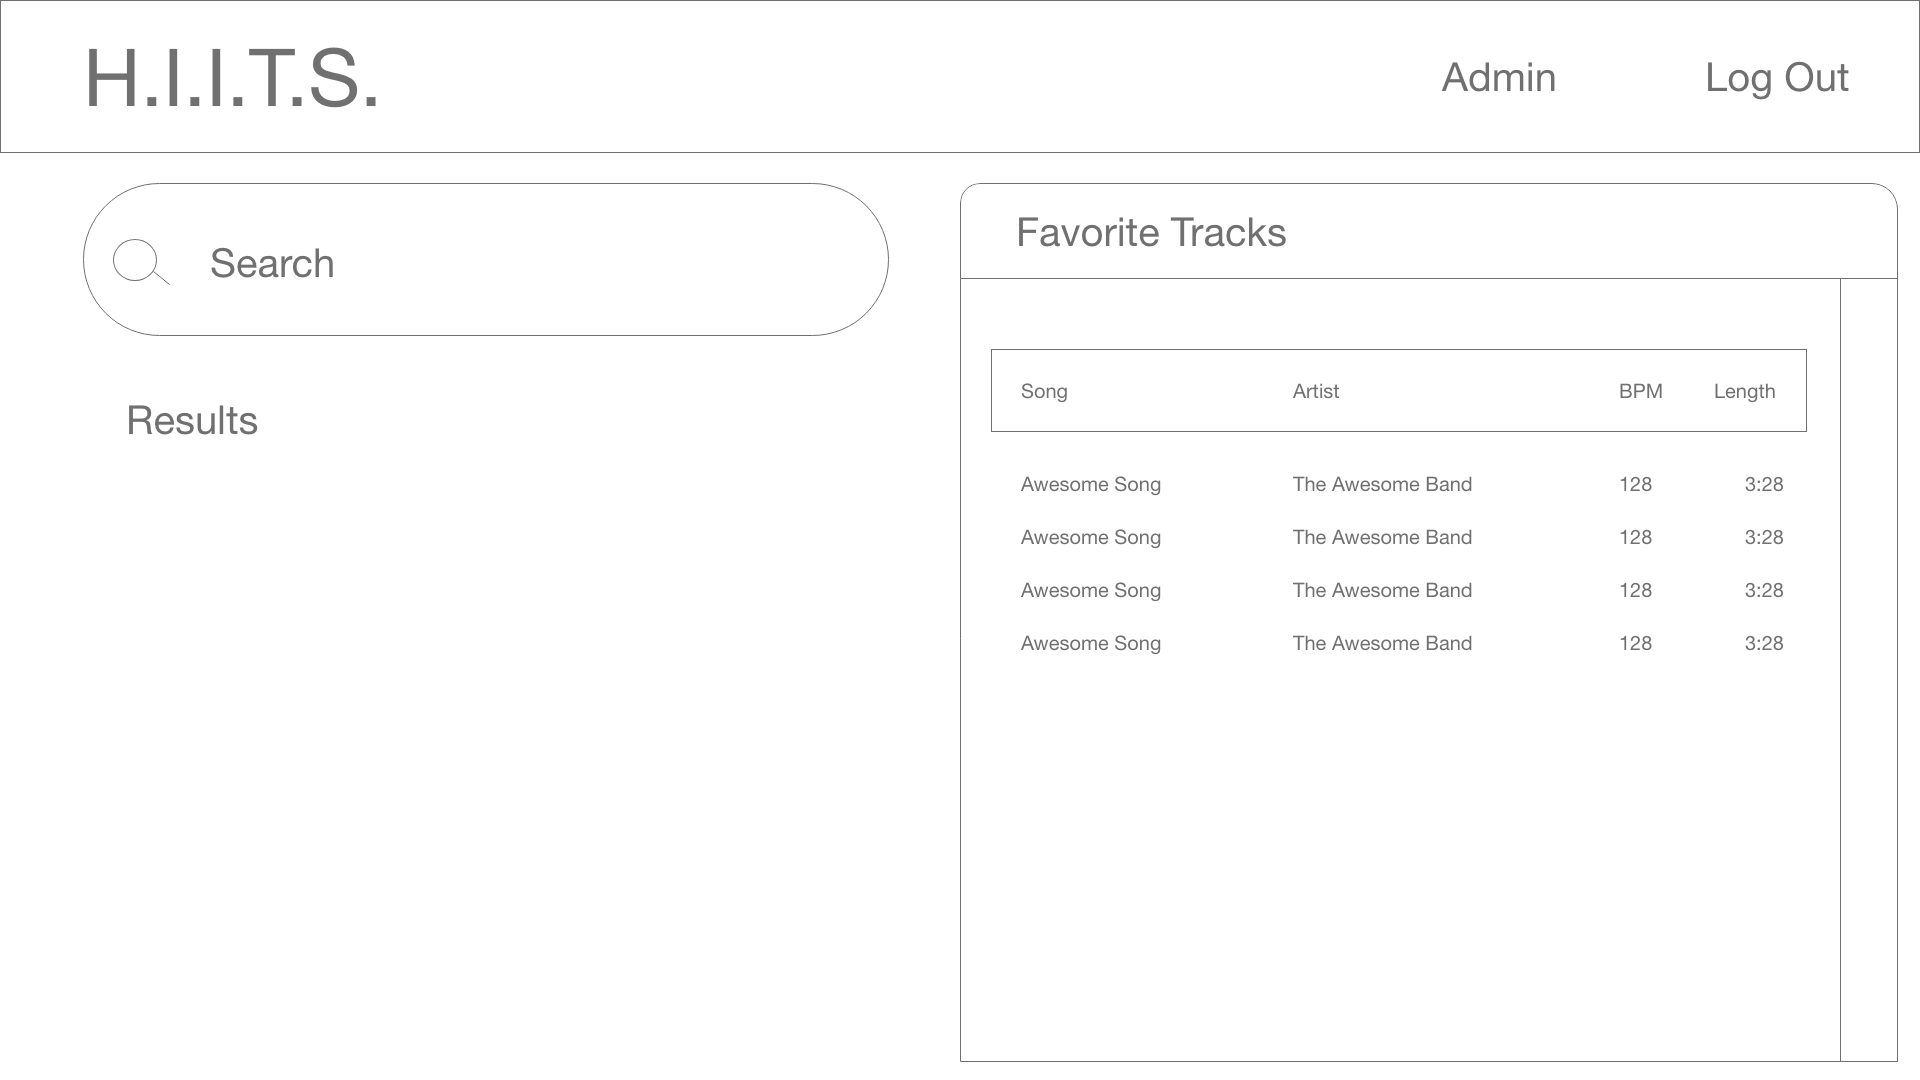 H.I.I.T.S.
Admin
Log Out
Search
Results
Favorite Tracks
Song Artist BPM Length
Awesome Song The Awesome Band 128 3:28
Awesome Song The Awesome Band 128 3:28
Awesome Song The Awesome Band 128 3:28
Awesome Song The Awesome Band 128 3:28